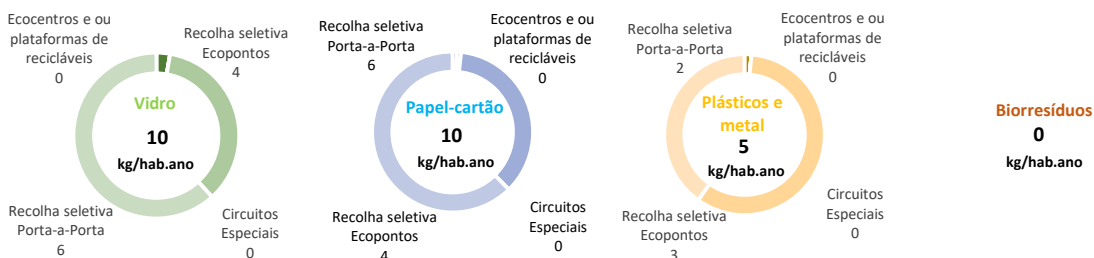 Ecocentros e ou
plataformas de
recicláveis
0
Recolha seletiva
Ecopontos
4
Vidro
10
kg/hab.ano
Recolha seletiva
Porta-a-Porta
6
Circuitos
Especiais
0
Recolha seletiva
Porta-a-Porta
6
Ecocentros e ou
plataformas de
recicláveis
0
Papel-cartão
10
kg/hab.ano
Recolha seletiva
Ecopontos
4
Circuitos
Especiais
0
Recolha seletiva
Porta-a-Porta
2
Ecocentros e ou
plataformas de
recicláveis
0
Plásticos e
metal
5
kg/hab.ano
Recolha seletiva
Ecopontos
3
Circuitos
Especiais
0
Biorresíduos
0
kg/hab.ano